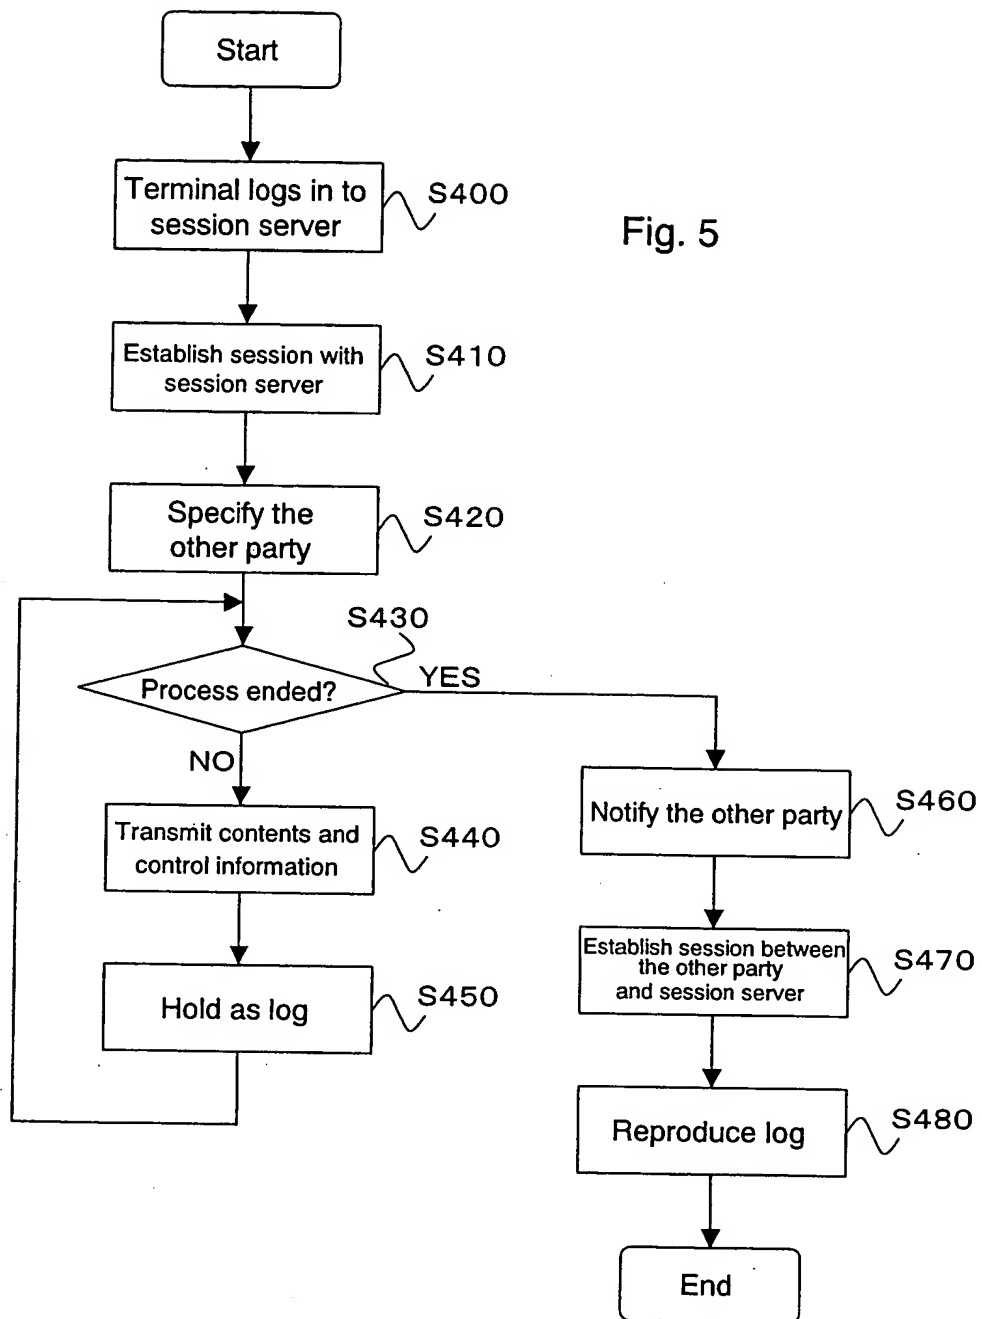 Start
Terminal logs in to
session server
S400
Fig. 5
Establish session with
session server
S410
Specify the
other party
S420
S430
Process ended?
YES
NO
Transmit contents and
control information
S440
Hold as log
S450
Notify the other party
S460
Establish session between
the other party
and session server
S470
Reproduce log
S480
End